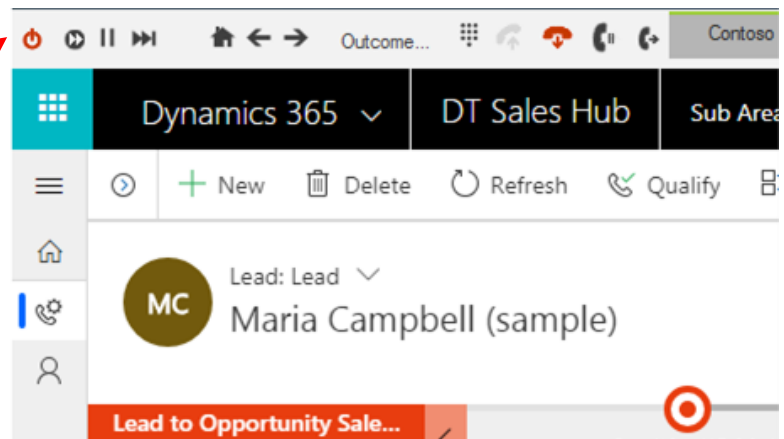 Outcome... Contoso
Dynamics 365 DT Sales Hub Sub Area
New Delete Refresh Qualify
Lead: Lead
MC
Maria Campbell (sample)
Lead to Opportunity Sale...